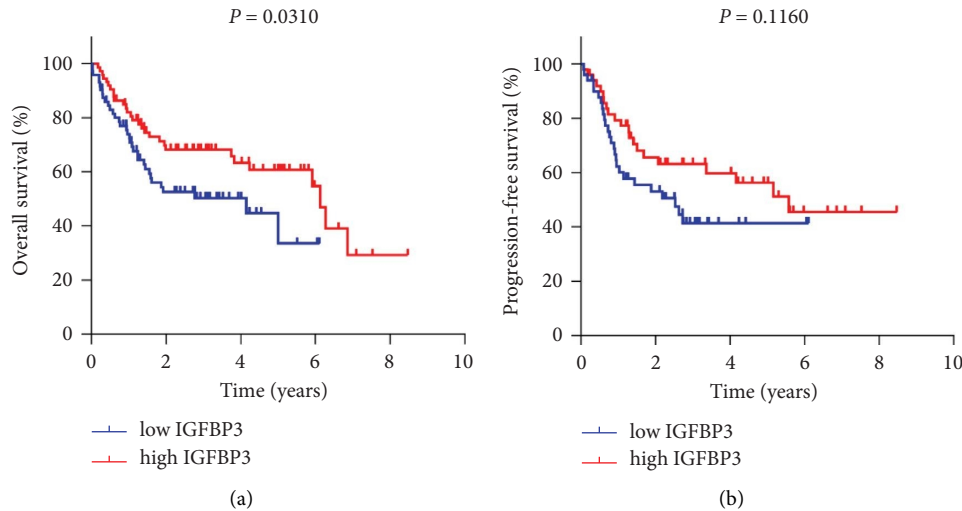 P = 0.0310
Overall survival (%)
100
80
60
40
20
0
0 2 4 6 8 10
Time (years)
low IGFBP3
high IGFBP3
(a)
P = 0.1160
Progression-free survival (%)
100
80
60
40
20
0
0 2 4 6 8 10
Time (years)
low IGFBP3
high IGFBP3
(b)